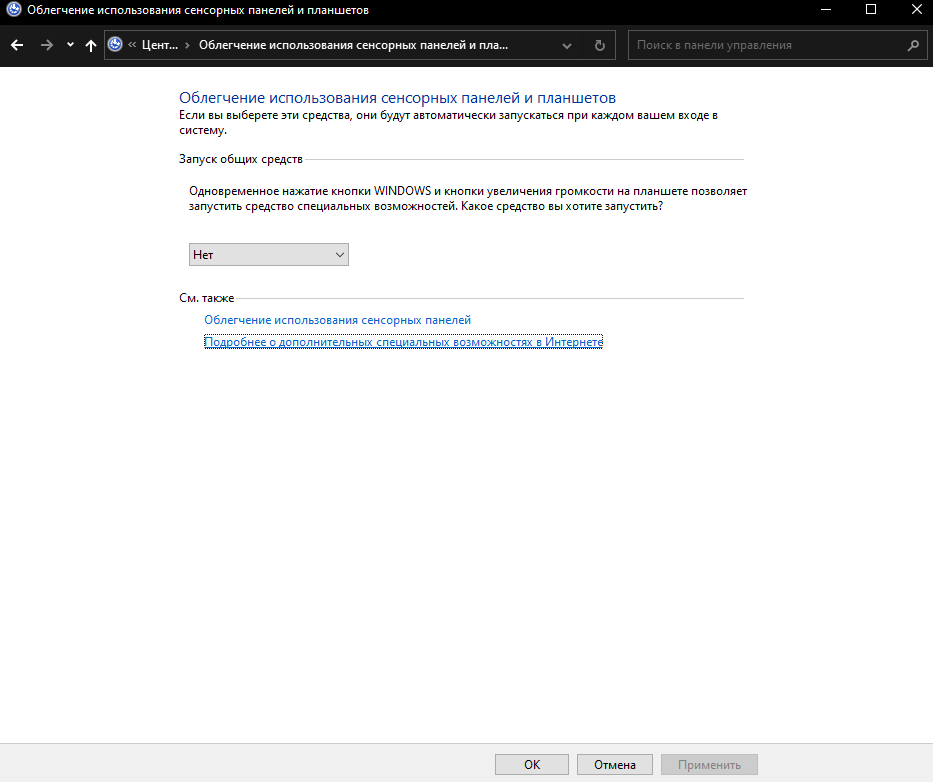 Облегчение использования сенсорных панелей и планшетов
« Цент... › Облегчение использования сенсорных панелей и пла... Поиск в панели управления
Облегчение использования сенсорных панелей и планшетов
Если вы выберете эти средства, они будут автоматически запускаться при каждом вашем входе в
систему.
Запуск общих средств
Одновременное нажатие кнопки WINDOWS и кнопки увеличения громкости на планшете позволяет
запустить средство специальных возможностей. Какое средство вы хотите запустить?
Нет
См. также
Облегчение использования сенсорных панелей
Подробнее о дополнительных специальных возможностях в Интернете
ОК Отмена Применить